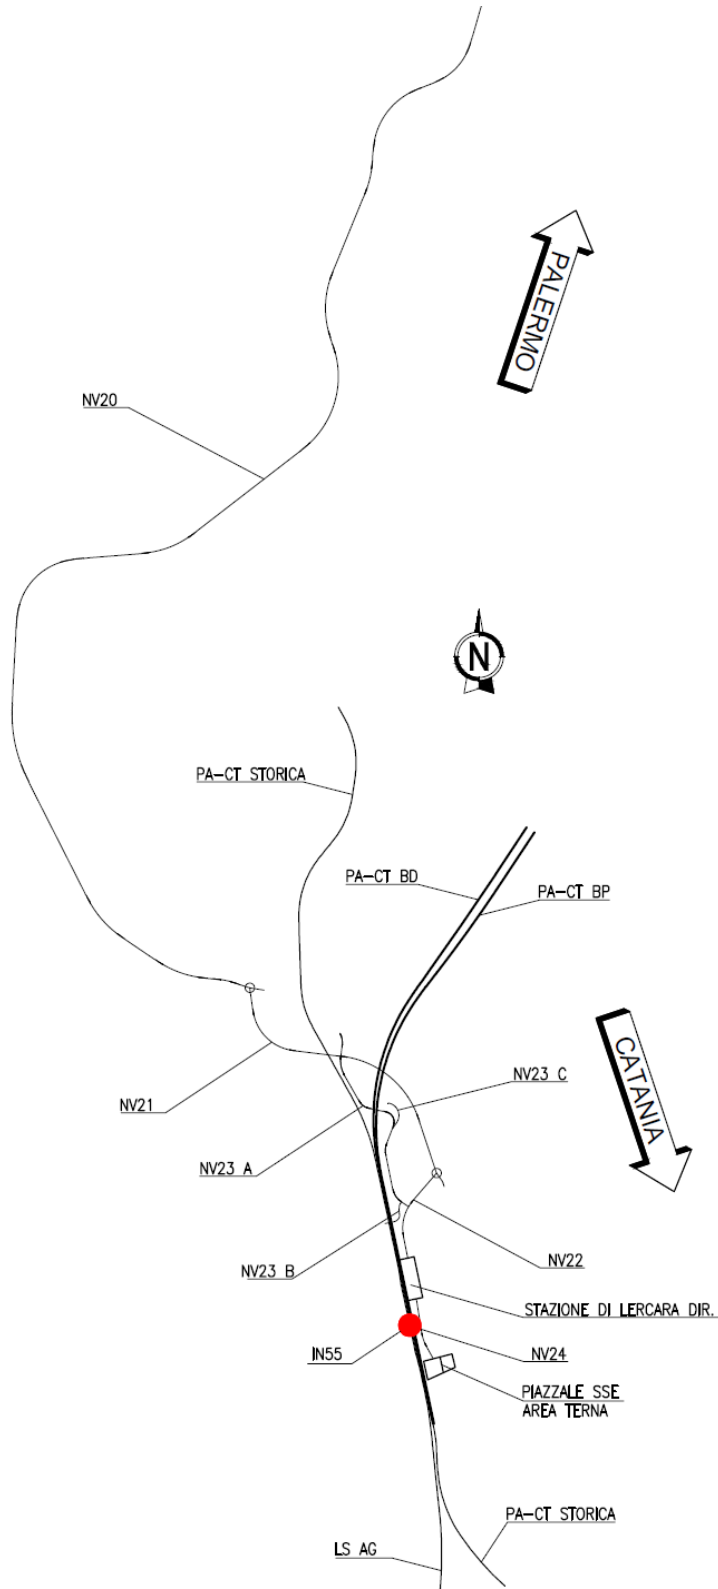 PALERMO
NV20
N
PA-CT STORICA
PA-CT BD
PA-CT BP
CATANIA
NV23 C
NV21
NV23 A
NV22
NV23 B
STAZIONE DI LERCARA DIR.
IN55
NV24
PIAZZALE SSE
AREA TERNA
PA-CT STORICA
LS AG